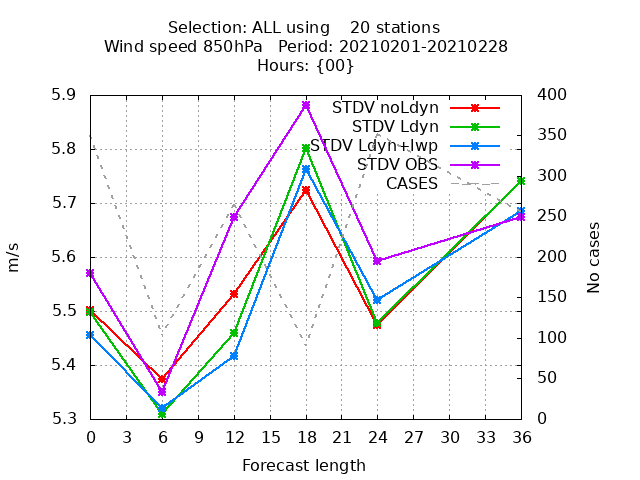 Selection: ALL using 20 stations
Wind speed 850hPa Period: 20210201-20210228
Hours: {00}
5.9
5.8
5.7
5.6
5.5
5.4
5.3
m/s
400
350
300
250
200
150
100
50
0
No cases
STDV noLdyn
STDV Ldyn
STDV Ldyn+lwp
STDV OBS
CASES
0 3 6 9 12 15 18 21 24 27 30 33 36
Forecast length